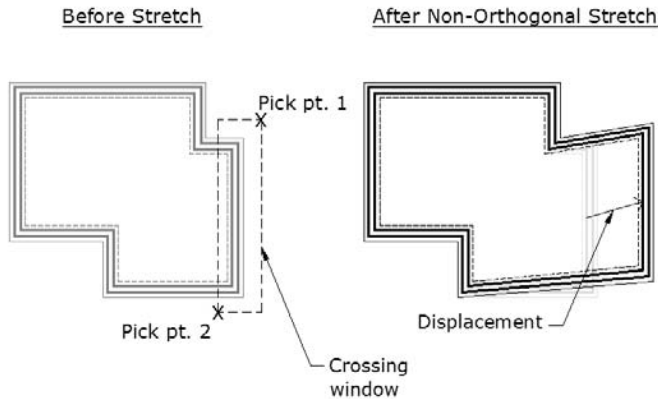 Before Stretch
After Non-Orthogonal Stretch
Pick pt. 1
Pick pt. 2
Displacement
Crossing
window